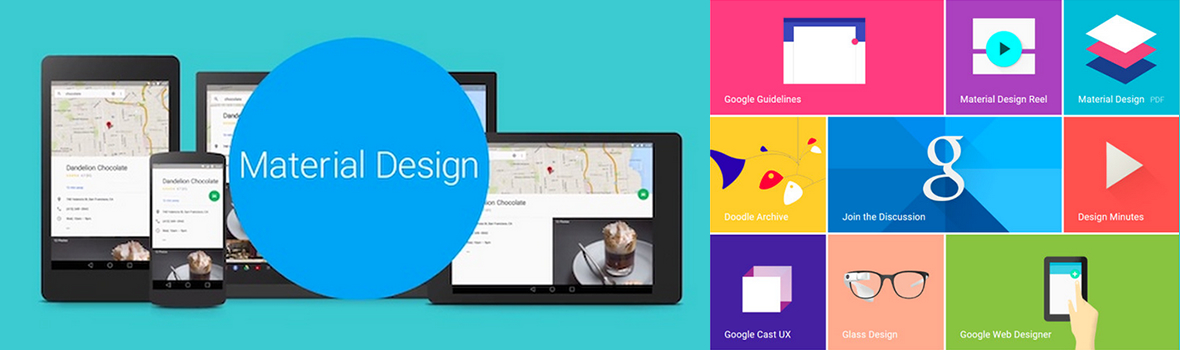 chocolate
Dandelion Chocolate
Dandelion Chocolate
Material Design
Chocolate
Google Guidelines
Material Design Reel
Material Design PDF
Doodle Archive
g
Join the Discussion
Design Minutes
Google Cast UX
Glass Design
Google Web Designer